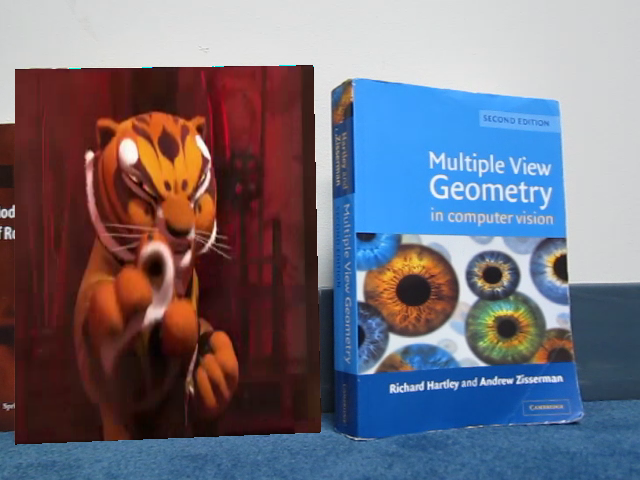 SECOND EDITION
Multiple View
Geometry
in computer vision
Richard Hartley and Andrew Zisserman
CAMBRIDGE
Hartley and
Zisserman
Multiple View Geometry